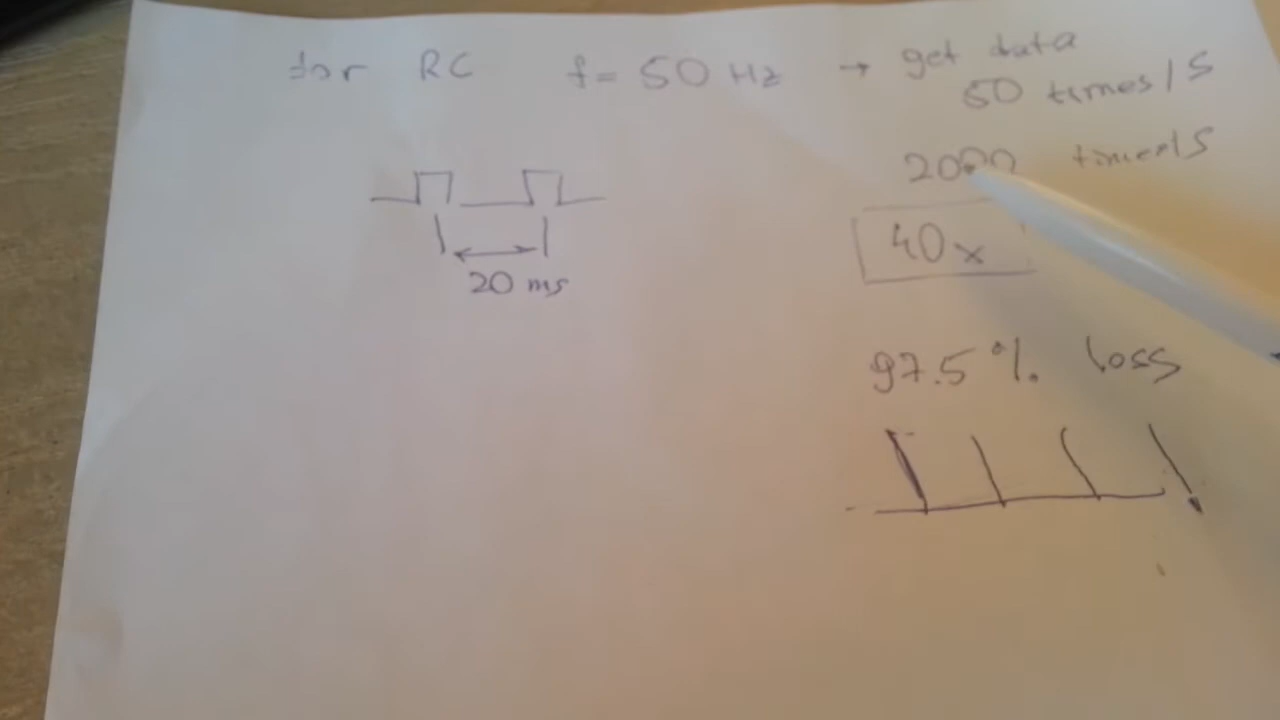 for RC f = 50 Hz → get data
50 times/s
2000 times/s
40x
20 ms
97.5 % loss